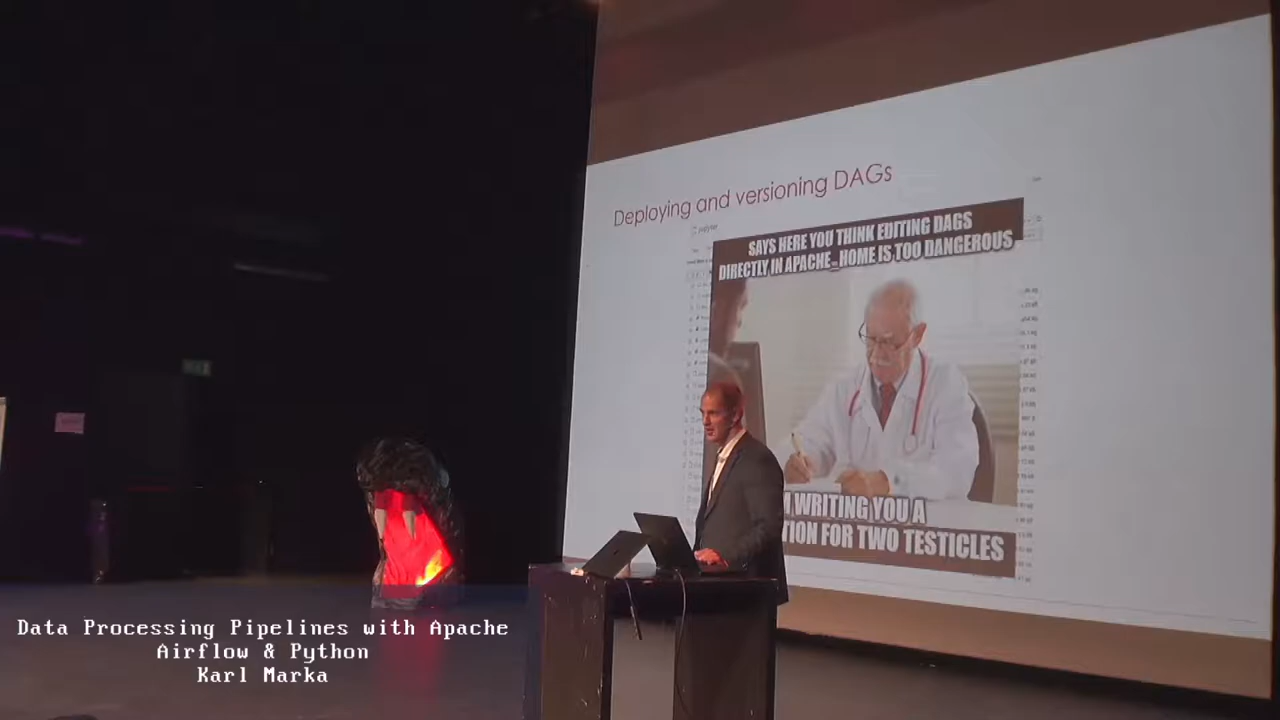 Deploying and versioning DAGs
SAYS HERE YOU THINK EDITING DAGS
DIRECTLY IN APACHE_HOME IS TOO DANGEROUS
WRITING YOU A
TION FOR TWO TESTICLES
Data Processing Pipelines with Apache
Airflow & Python
Karl Marka